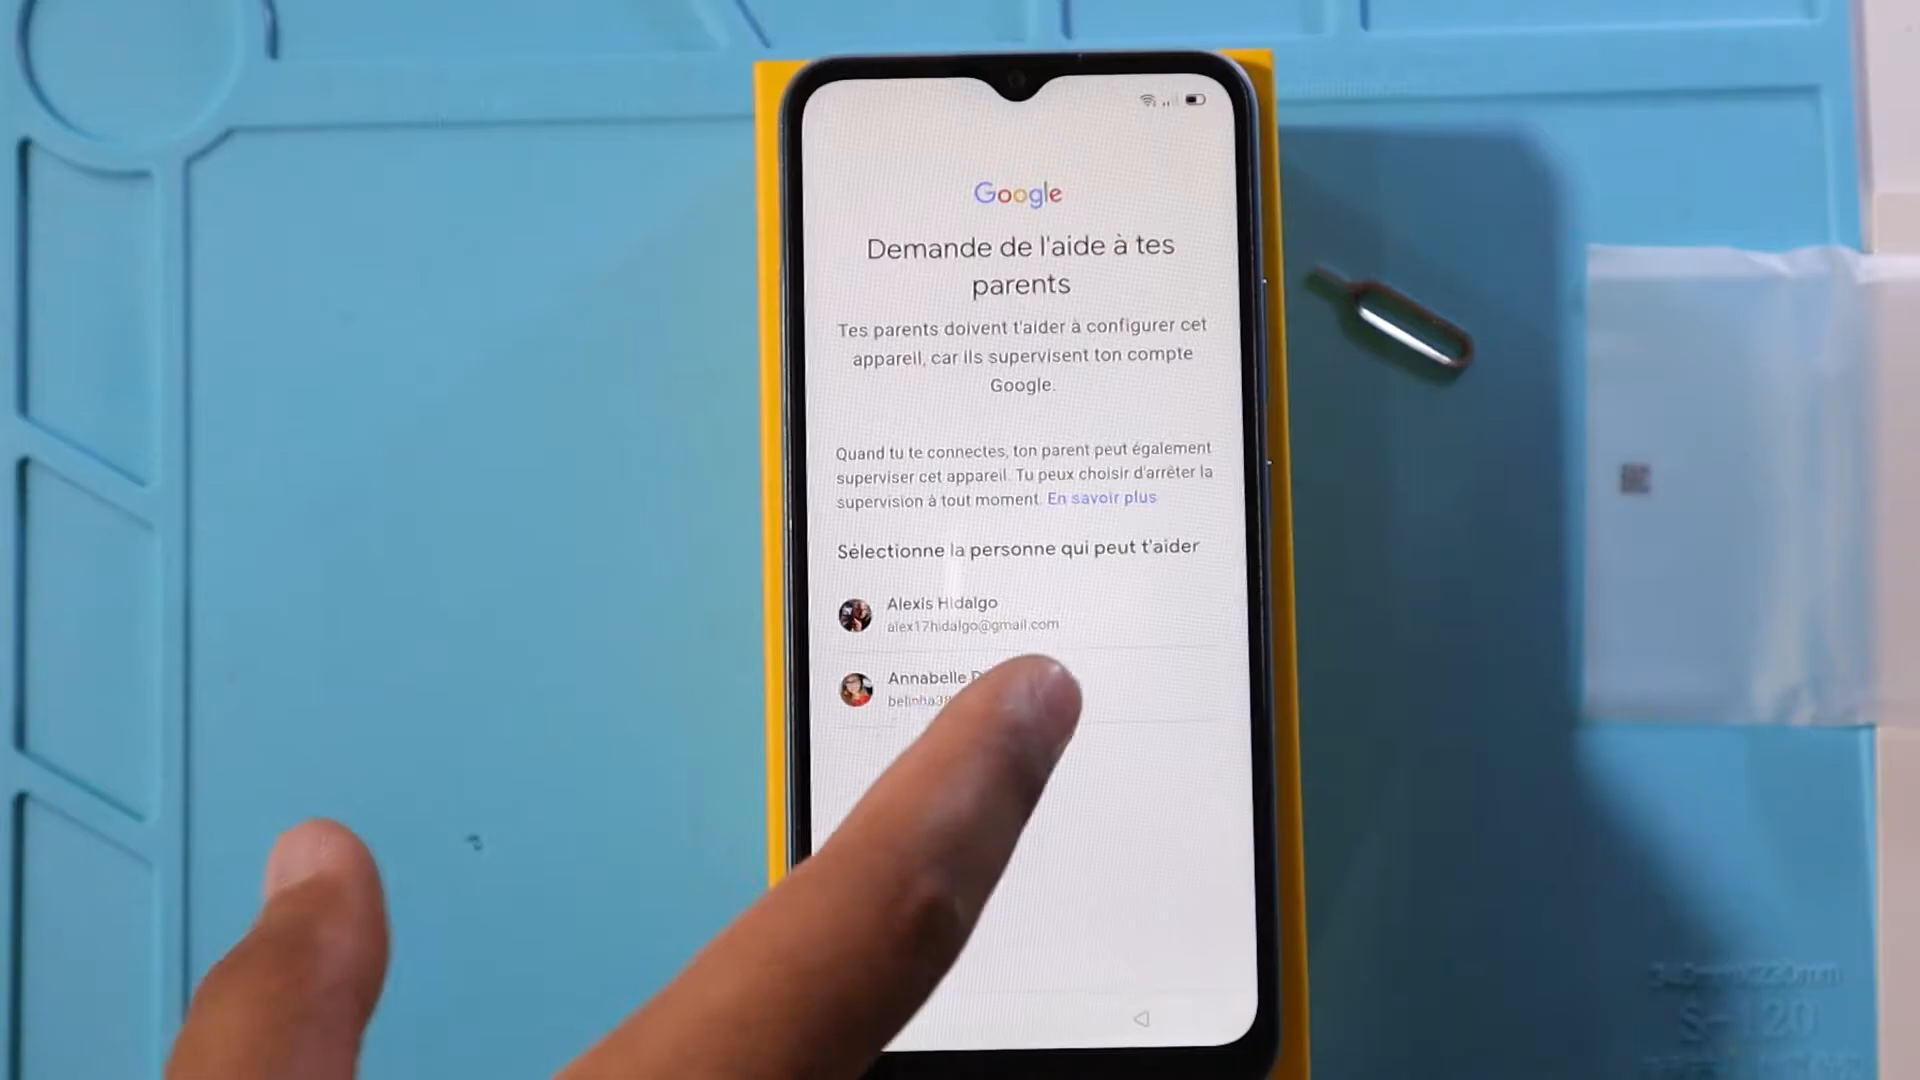 Google
Demande de l'aide à tes
parents
Tes parents doivent t'aider à configurer cet
appareil, car ils supervisent ton compte
Google.
Quand tu te connectes, ton parent peut également
superviser cet appareil. Tu peux choisir d'arrêter la
supervision à tout moment. En savoir plus
Sélectionne la personne qui peut t'aider
Alexis Hidalgo
alex17hidalgo@gmail.com
Annabelle
S-120